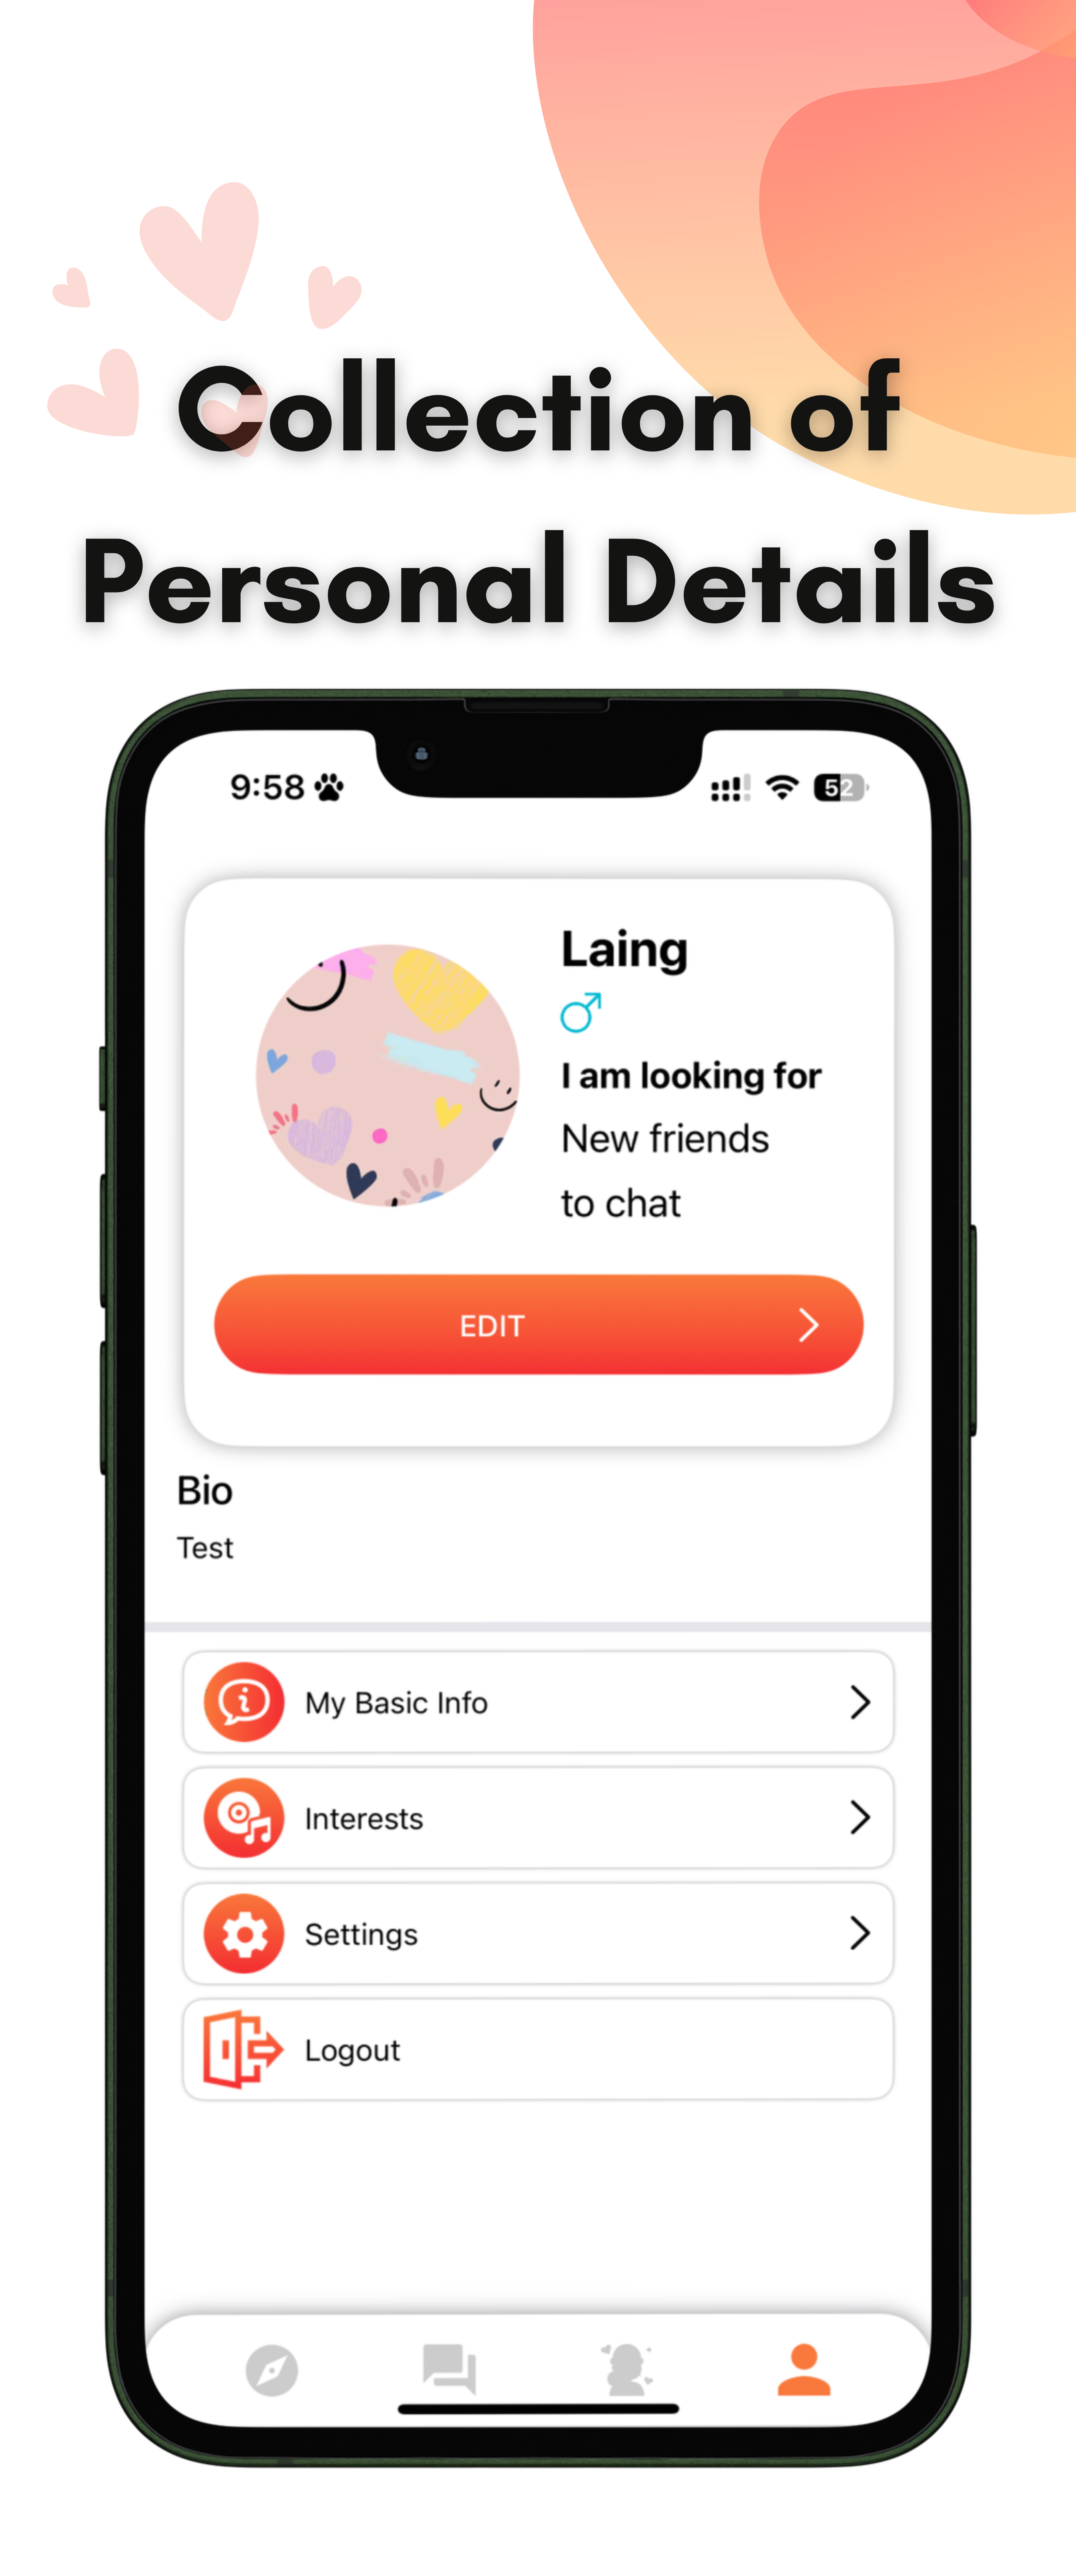 Collection of
Personal Details
9:58
52
Laing
I am looking for
New friends
to chat
EDIT
Bio
Test
My Basic Info
Interests
Settings
Logout